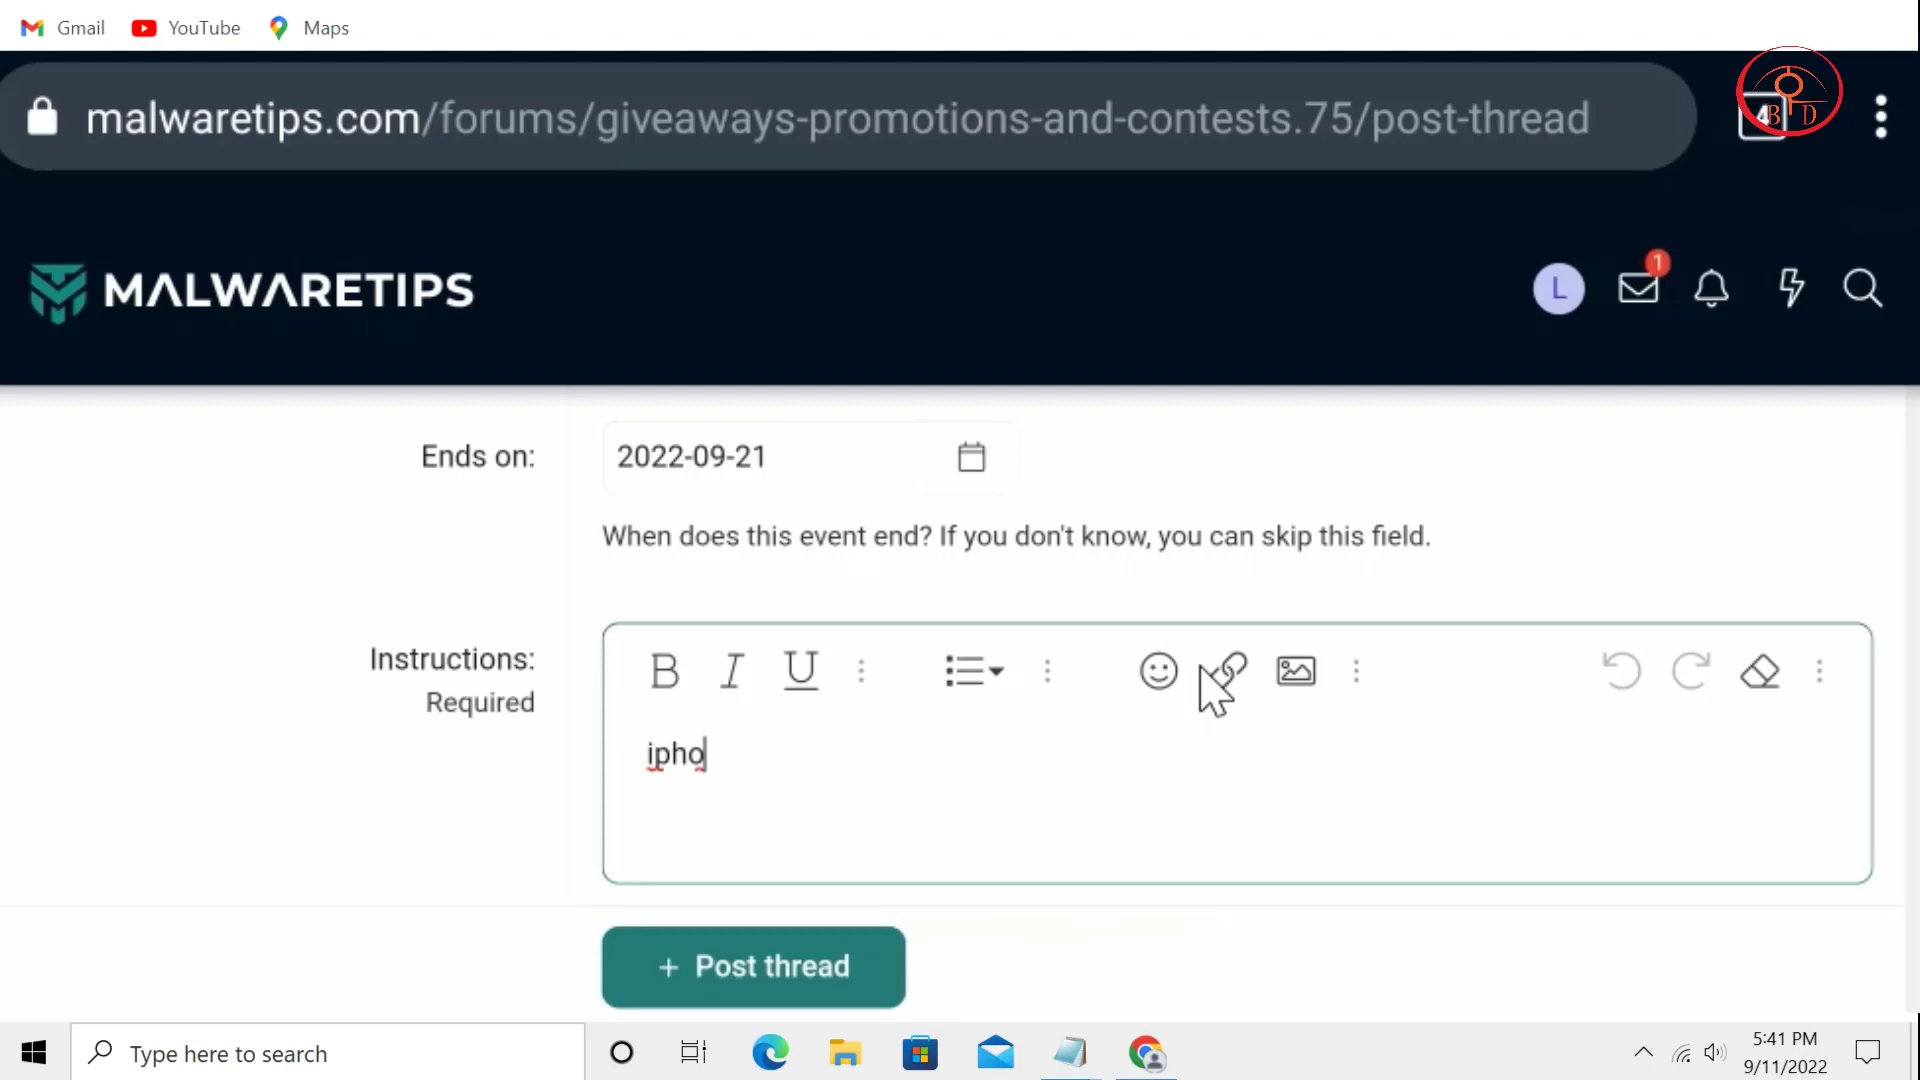 Gmail YouTube Maps
malwaretips.com/forums/giveaways-promotions-and-contests.75/post-thread
B D
MALWARETIPS
L
1
Ends on:
2022-09-21
When does this event end? If you don't know, you can skip this field.
Instructions:
Required
B I U
ipho
+ Post thread
Type here to search
5:41 PM
9/11/2022